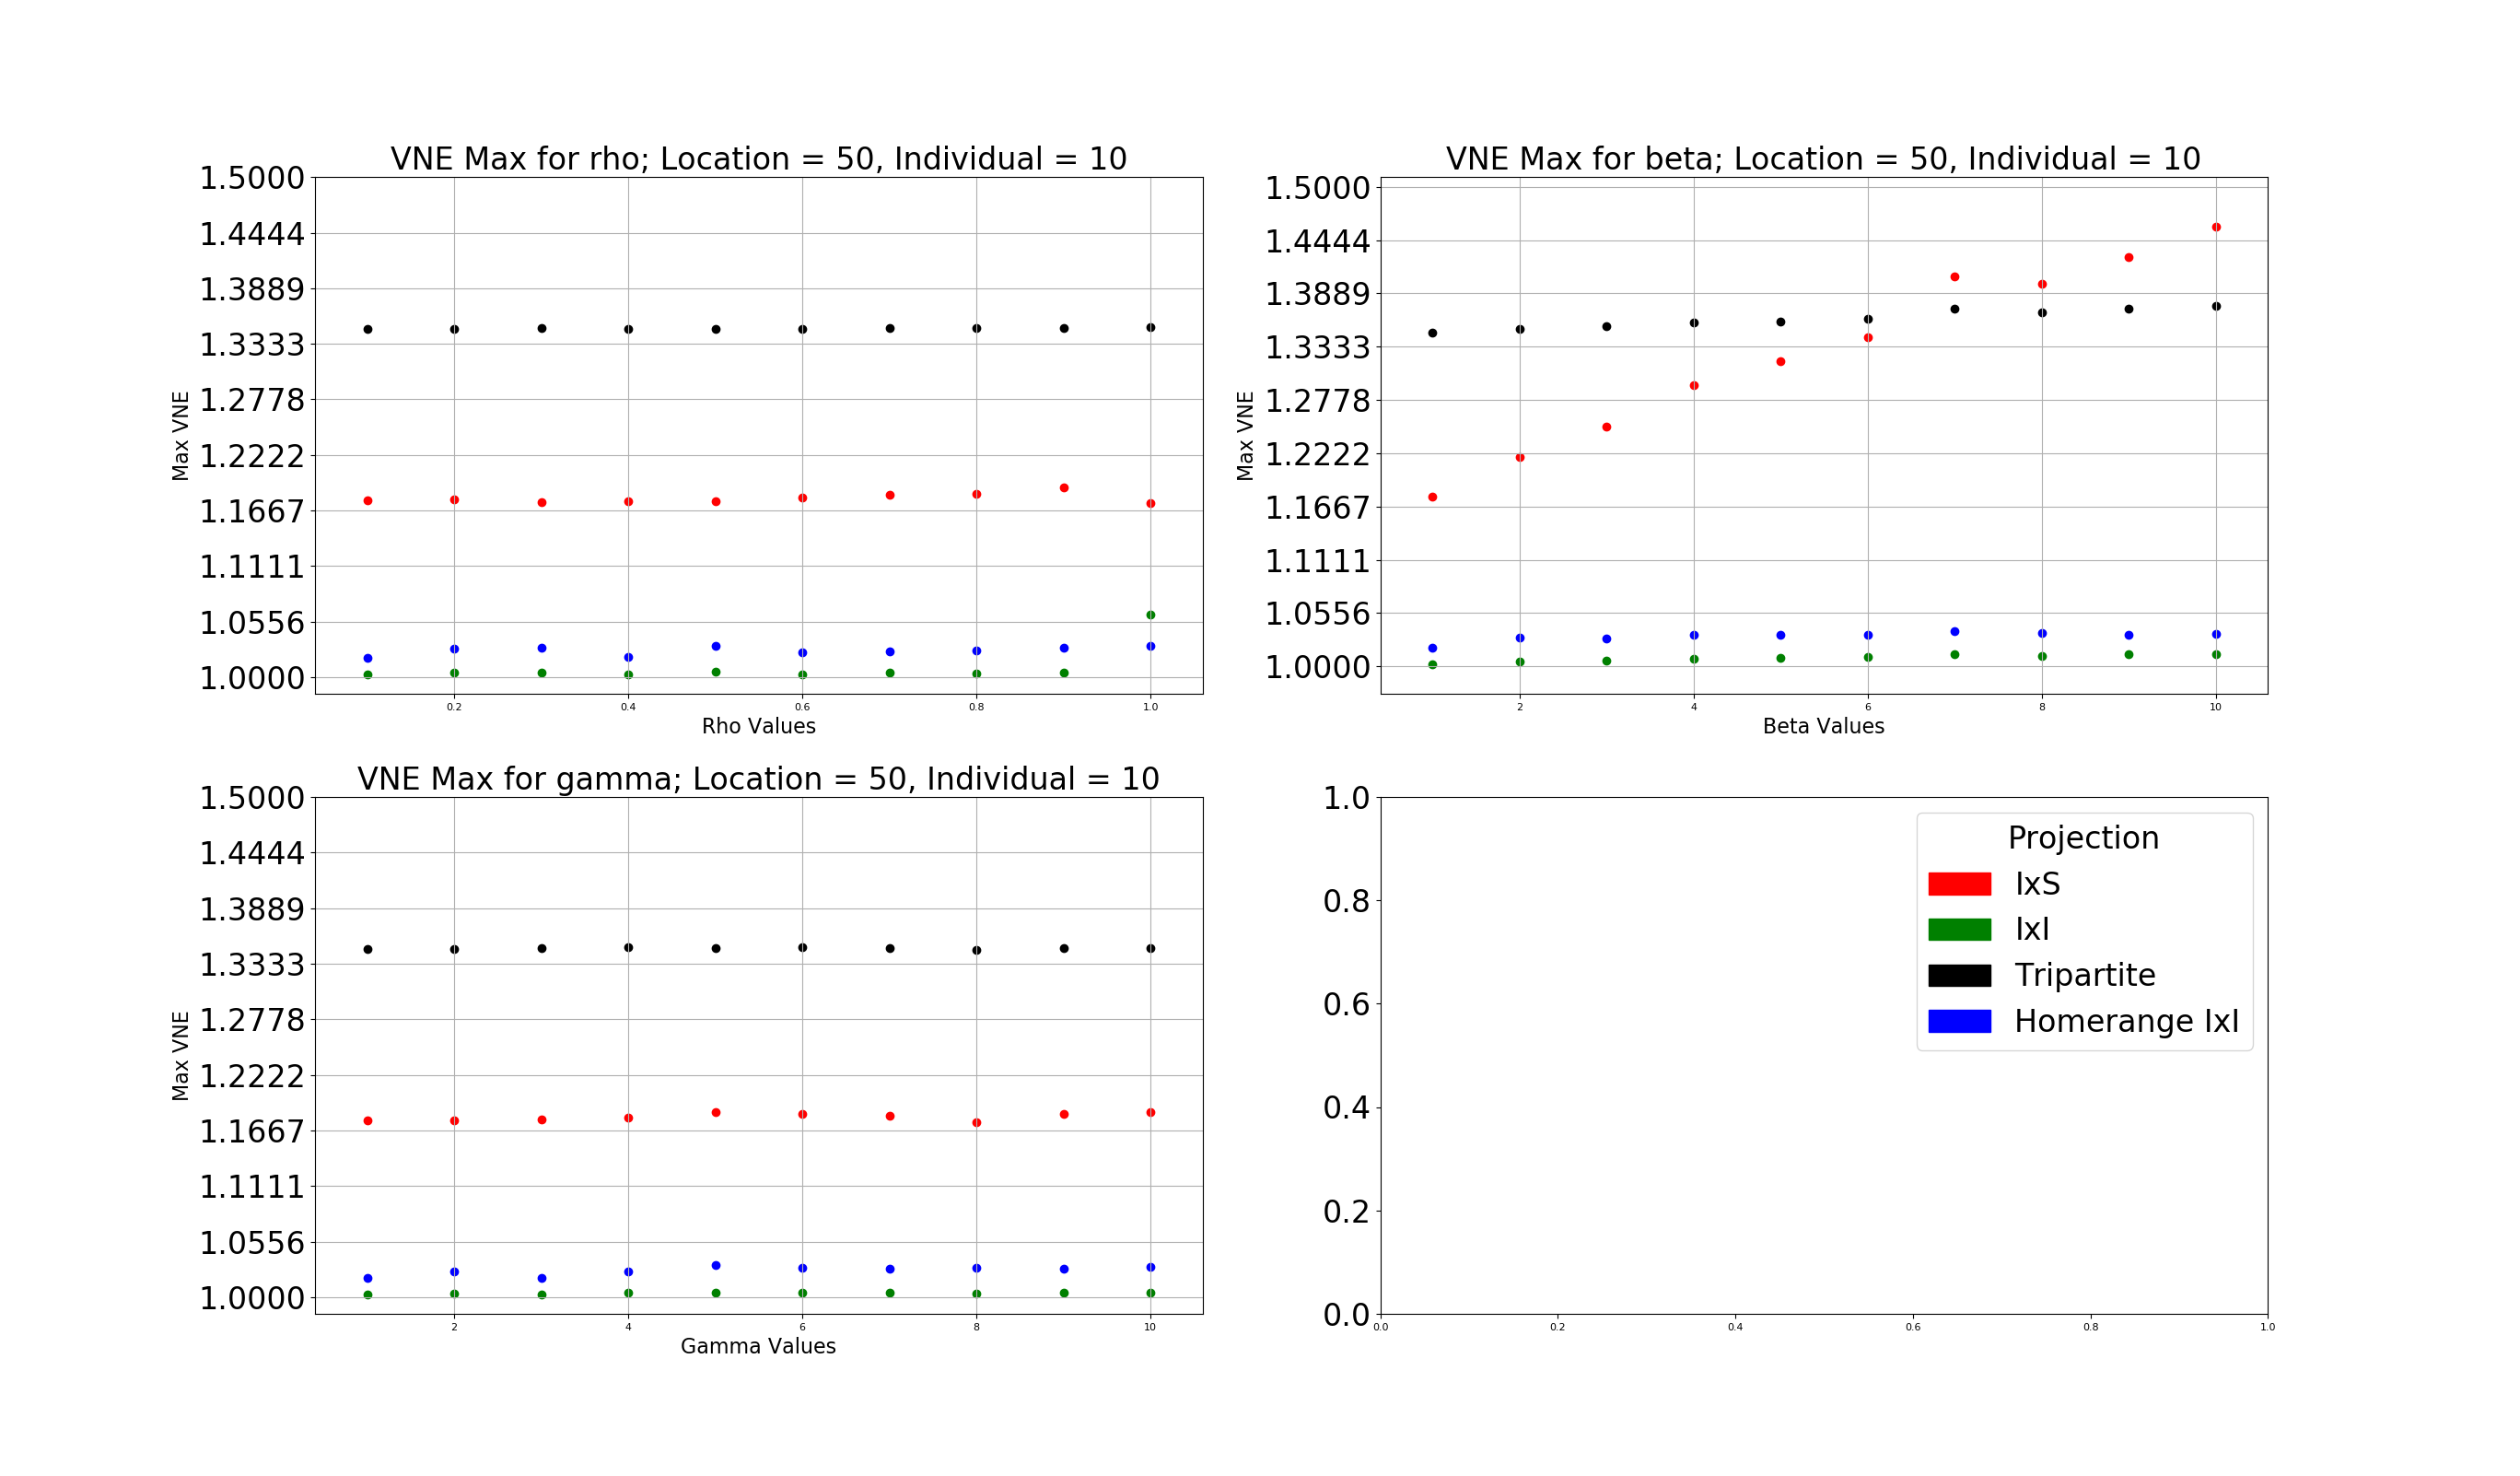 VNE Max for rho; Location = 50, Individual = 10
1.5000
1.4444
1.3889
1.3333
1.2778
1.2222
1.1667
1.1111
1.0556
1.0000
Max VNE
0.2 0.4 0.6 0.8 1.0
Rho Values
VNE Max for beta; Location = 50, Individual = 10
1.5000
1.4444
1.3889
1.3333
1.2778
1.2222
1.1667
1.1111
1.0556
1.0000
Max VNE
2 4 6 8 10
Beta Values
VNE Max for gamma; Location = 50, Individual = 10
1.5000
1.4444
1.3889
1.3333
1.2778
1.2222
1.1667
1.1111
1.0556
1.0000
Max VNE
2 4 6 8 10
Gamma Values
1.0
0.8
0.6
0.4
0.2
0.0
0.0 0.2 0.4 0.6 0.8 1.0
Projection
IxS
IxI
Tripartite
Homerange IxI